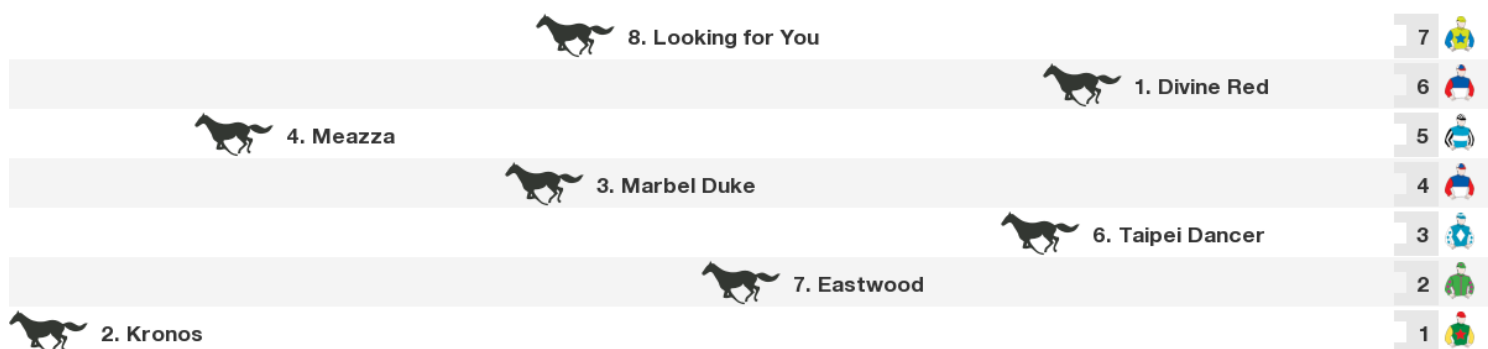 8. Looking for You 7
1. Divine Red 6
4. Meazza 5
3. Marbel Duke 4
6. Taipei Dancer 3
7. Eastwood 2
2. Kronos 1